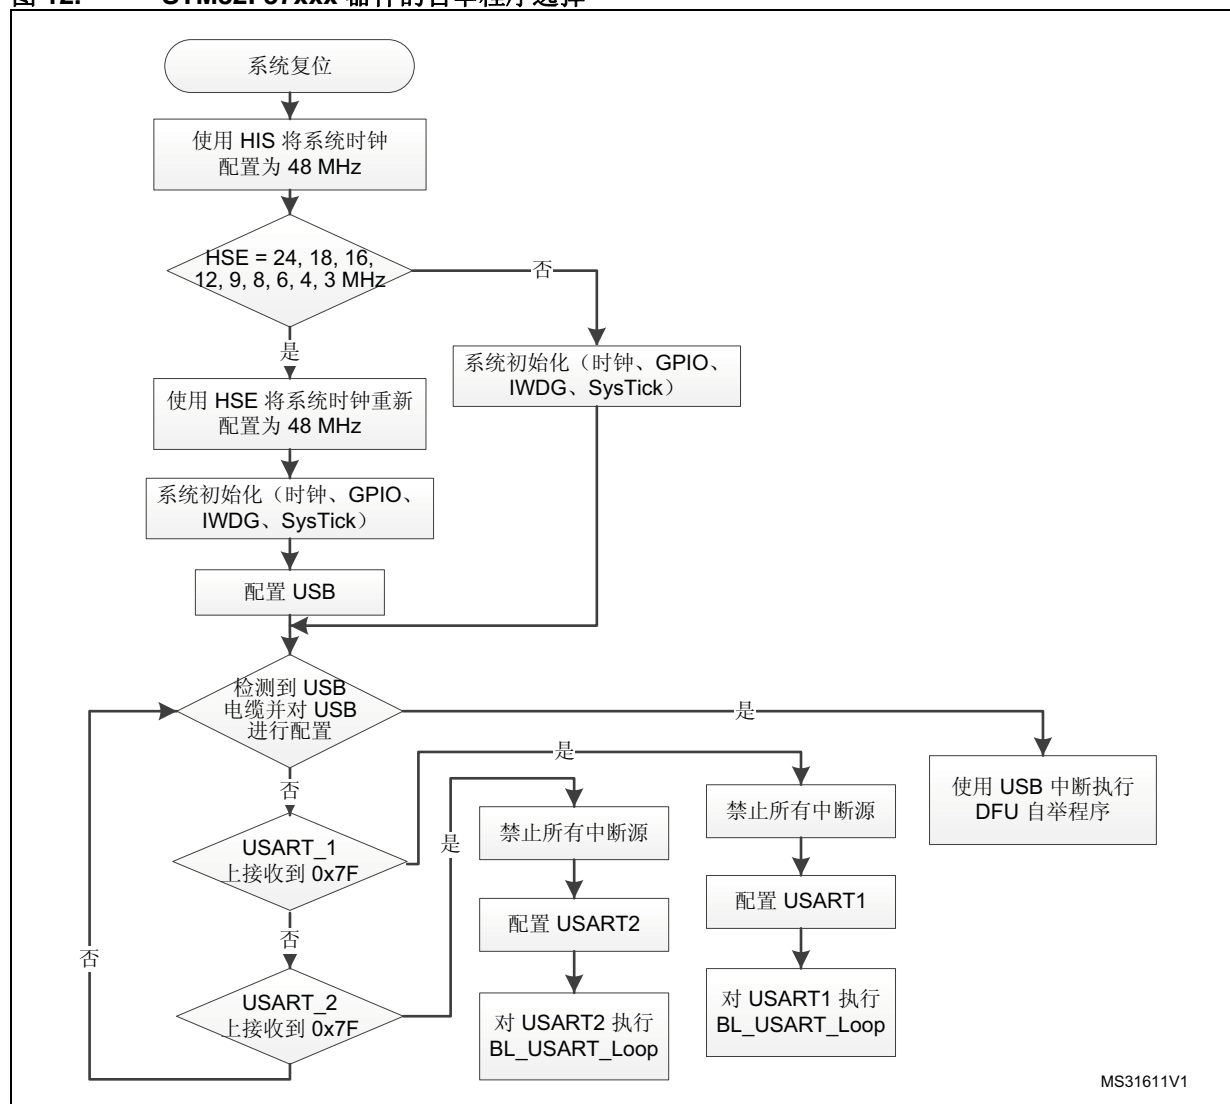 系统复位
使用 HIS 将系统时钟
配置为 48 MHz
HSE = 24, 18, 16,
12, 9, 8, 6, 4, 3 MHz
否
是
系统初始化（时钟、GPIO、
IWDG、SysTick）
使用 HSE 将系统时钟重新
配置为 48 MHz
系统初始化（时钟、GPIO、
IWDG、SysTick）
配置 USB
检测到 USB
电缆并对 USB
进行配置
是
使用 USB 中断执行
DFU 自举程序
否
是
USART_1
上接收到 0x7F
是
禁止所有中断源
禁止所有中断源
配置 USART2
配置 USART1
否
否
USART_2
上接收到 0x7F
对 USART2 执行
BL_USART_Loop
对 USART1 执行
BL_USART_Loop
MS31611V1